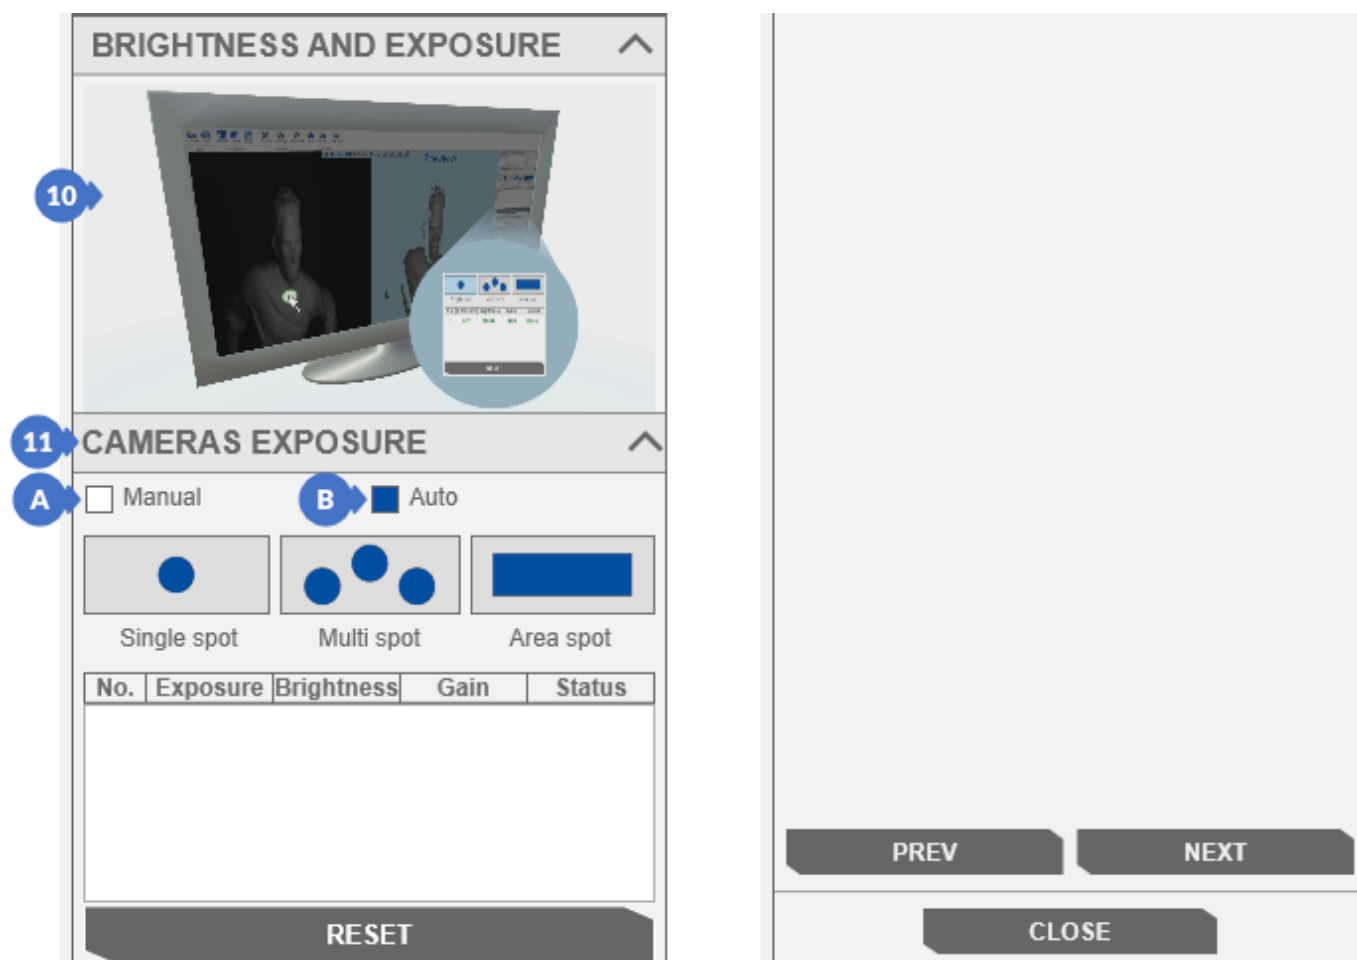 BRIGHTNESS AND EXPOSURE
10
11 CAMERAS EXPOSURE
A Manual B Auto
Single spot Multi spot Area spot
No. Exposure Brightness Gain Status
RESET
PREV NEXT
CLOSE